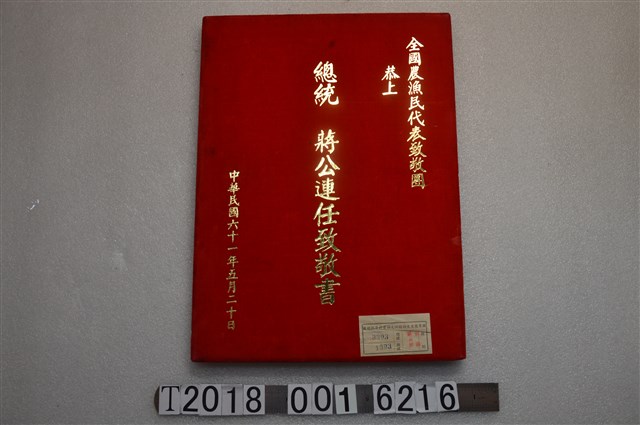 全國農漁民代表致敬團
恭上
總統 蔣公連任致敬書
中華民國六十一年五月二十日
T2018 001 6216